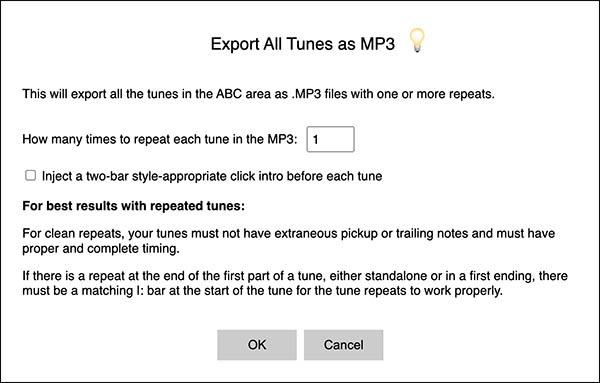 Export All Tunes as MP3
This will export all the tunes in the ABC area as .MP3 files with one or more repeats.
How many times to repeat each tune in the MP3: 1
Inject a two-bar style-appropriate click intro before each tune
For best results with repeated tunes:
For clean repeats, your tunes must not have extraneous pickup or trailing notes and must have
proper and complete timing.
If there is a repeat at the end of the first part of a tune, either standalone or in a first ending, there
must be a matching I: bar at the start of the tune for the tune repeats to work properly.
OK Cancel